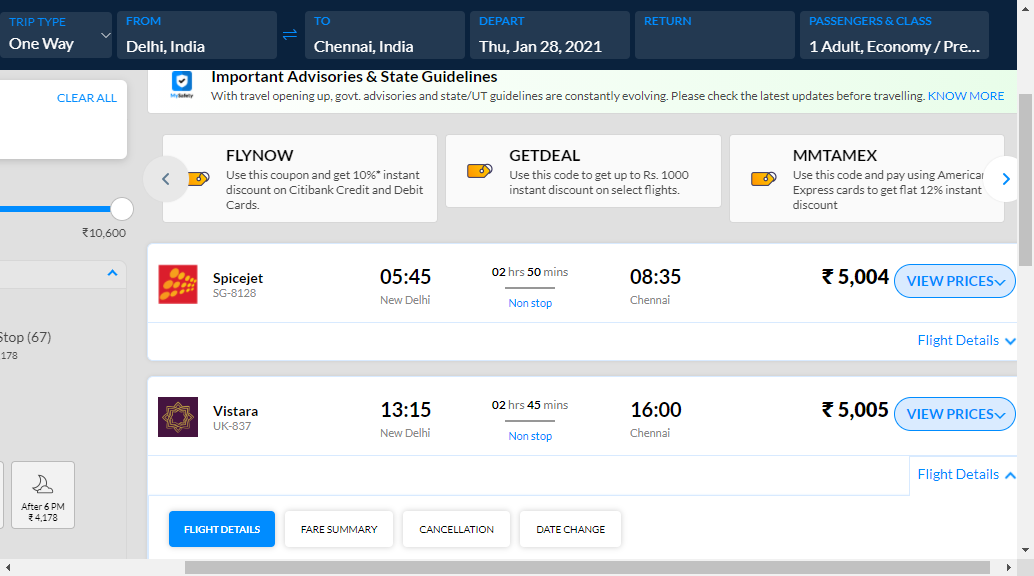 TRIP TYPE
One Way
FROM
Delhi, India
TO
Chennai, India
DEPART
Thu, Jan 28, 2021
RETURN
PASSENGERS & CLASS
1 Adult, Economy / Pre...
CLEAR ALL
₹10,600
Stop (67)
,178
After 6 PM
₹ 4,178
MySafety
Important Advisories & State Guidelines
With travel opening up, govt. advisories and state/UT guidelines are constantly evolving. Please check the latest updates before travelling. KNOW MORE
FLYNOW
Use this coupon and get 10%* instant
discount on Citibank Credit and Debit
Cards.
GETDEAL
Use this code to get up to Rs. 1000
instant discount on select flights.
MMTAMEX
Use this code and pay using American
Express cards to get flat 12% instant
discount
Spicejet
SG-8128
05:45
New Delhi
02 hrs 50 mins
Non stop
08:35
Chennai
₹ 5,004
VIEW PRICES
Flight Details
Vistara
UK-837
13:15
New Delhi
02 hrs 45 mins
Non stop
16:00
Chennai
₹ 5,005
VIEW PRICES
Flight Details
FLIGHT DETAILS
FARE SUMMARY
CANCELLATION
DATE CHANGE